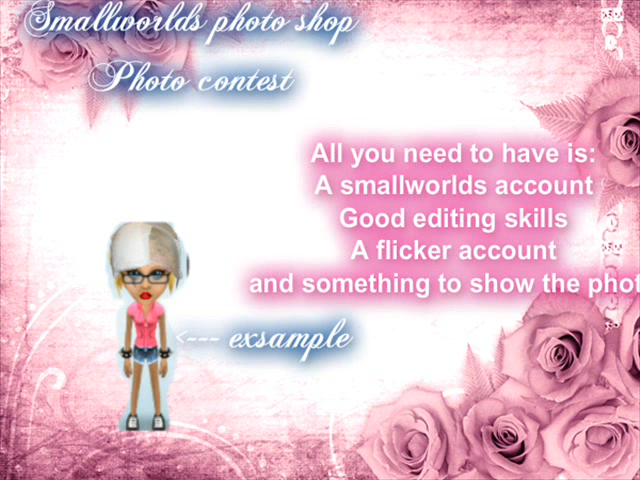 Smallworlds photo shop
Photo contest
All you need to have is:
A smallworlds account
Good editing skills
A flicker account
and something to show the phot
<--- exsample